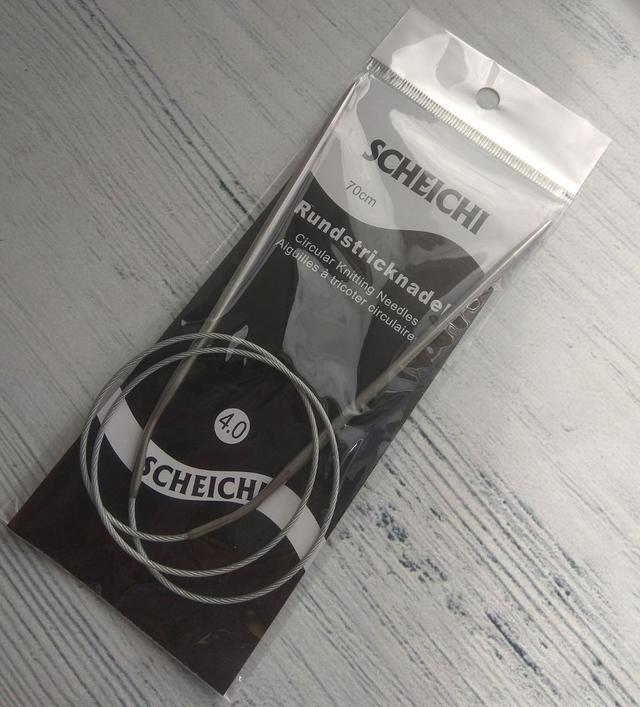 SCHEICHI
70cm
Rundstricknadel
Circular Knitting Needles
Aiguilles à tricoter circulaire
4.0
SCHEICHI